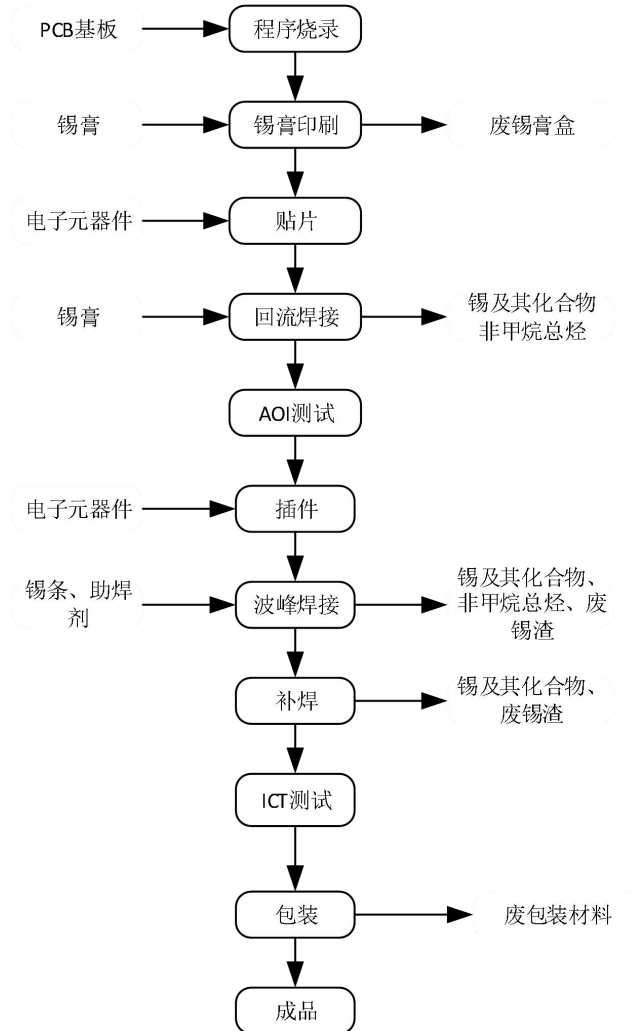 PCB基板
程序烧录
锡膏
锡膏印刷
废锡膏盒
电子元器件
贴片
锡膏
回流焊接
锡及其化合物
非甲烷总烃
AOI测试
电子元器件
插件
锡条、助焊
剂
波峰焊接
锡及其化合物、
非甲烷总烃、废
锡渣
补焊
锡及其化合物、
废锡渣
ICT测试
包装
废包装材料
成品